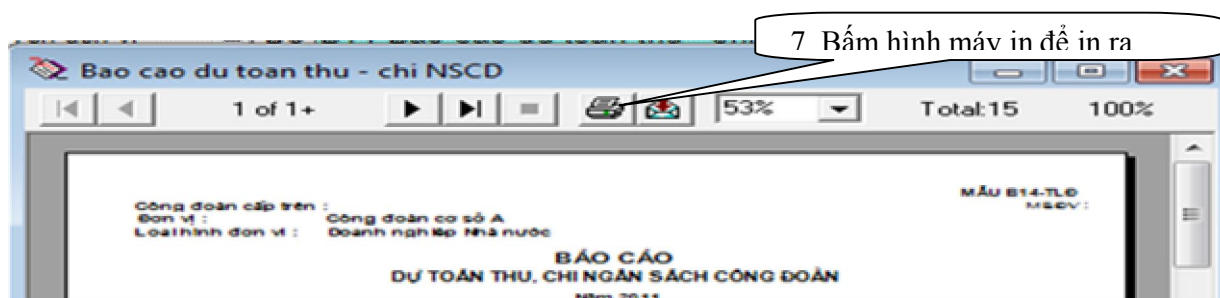 7 Bấm hình máy in để in ra
Bao cao du toan thu - chi NSCD
1 of 1+ 53% Total:15 100%
MẪU B14-TLĐ
Công đoàn cấp trên : MSĐV :
Đơn vị : Công đoàn cơ sở A
Loại hình đơn vị : Doanh nghiệp Nhà nước
BÁO CÁO
DỰ TOÁN THU, CHI NGÂN SÁCH CÔNG ĐOÀN
Năm 2011